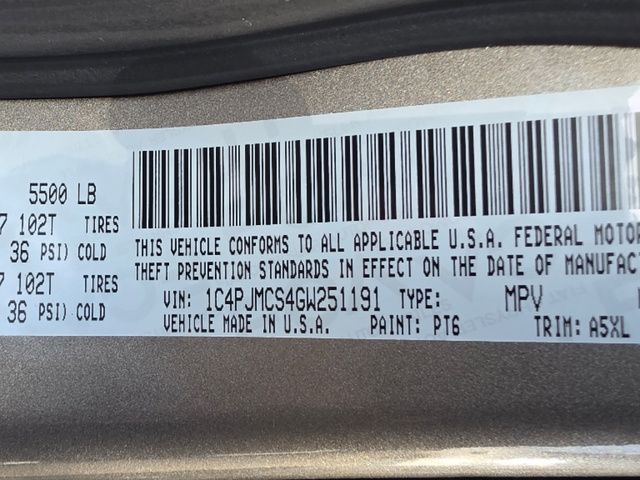 5500 LB
7 102T TIRES
36 PSI) COLD
7 102T TIRES
36 PSI) COLD
THIS VEHICLE CONFORMS TO ALL APPLICABLE U.S.A. FEDERAL MOTOR
THEFT PREVENTION STANDARDS IN EFFECT ON THE DATE OF MANUFAC
VIN: 1C4PJMCS4GW251191 TYPE: MPV
VEHICLE MADE IN U.S.A. PAINT: PT6 TRIM: A5XL